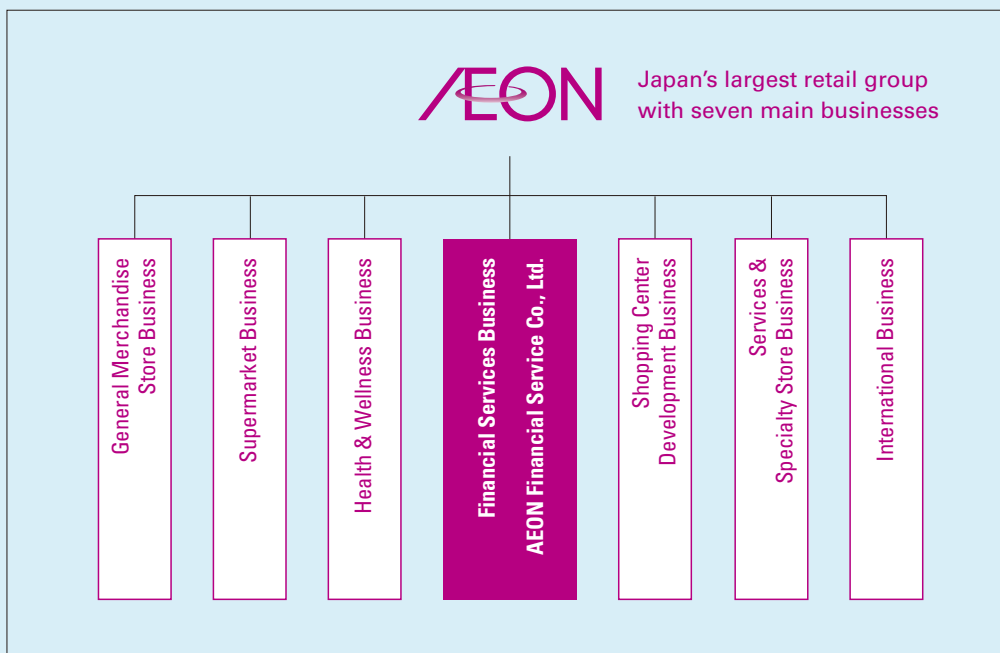 ÆON
Japan's largest retail group
with seven main businesses
General Merchandise
Store Business
Supermarket Business
Health & Wellness Business
Financial Services Business
AEON Financial Service Co., Ltd.
Shopping Center
Development Business
Services &
Specialty Store Business
International Business